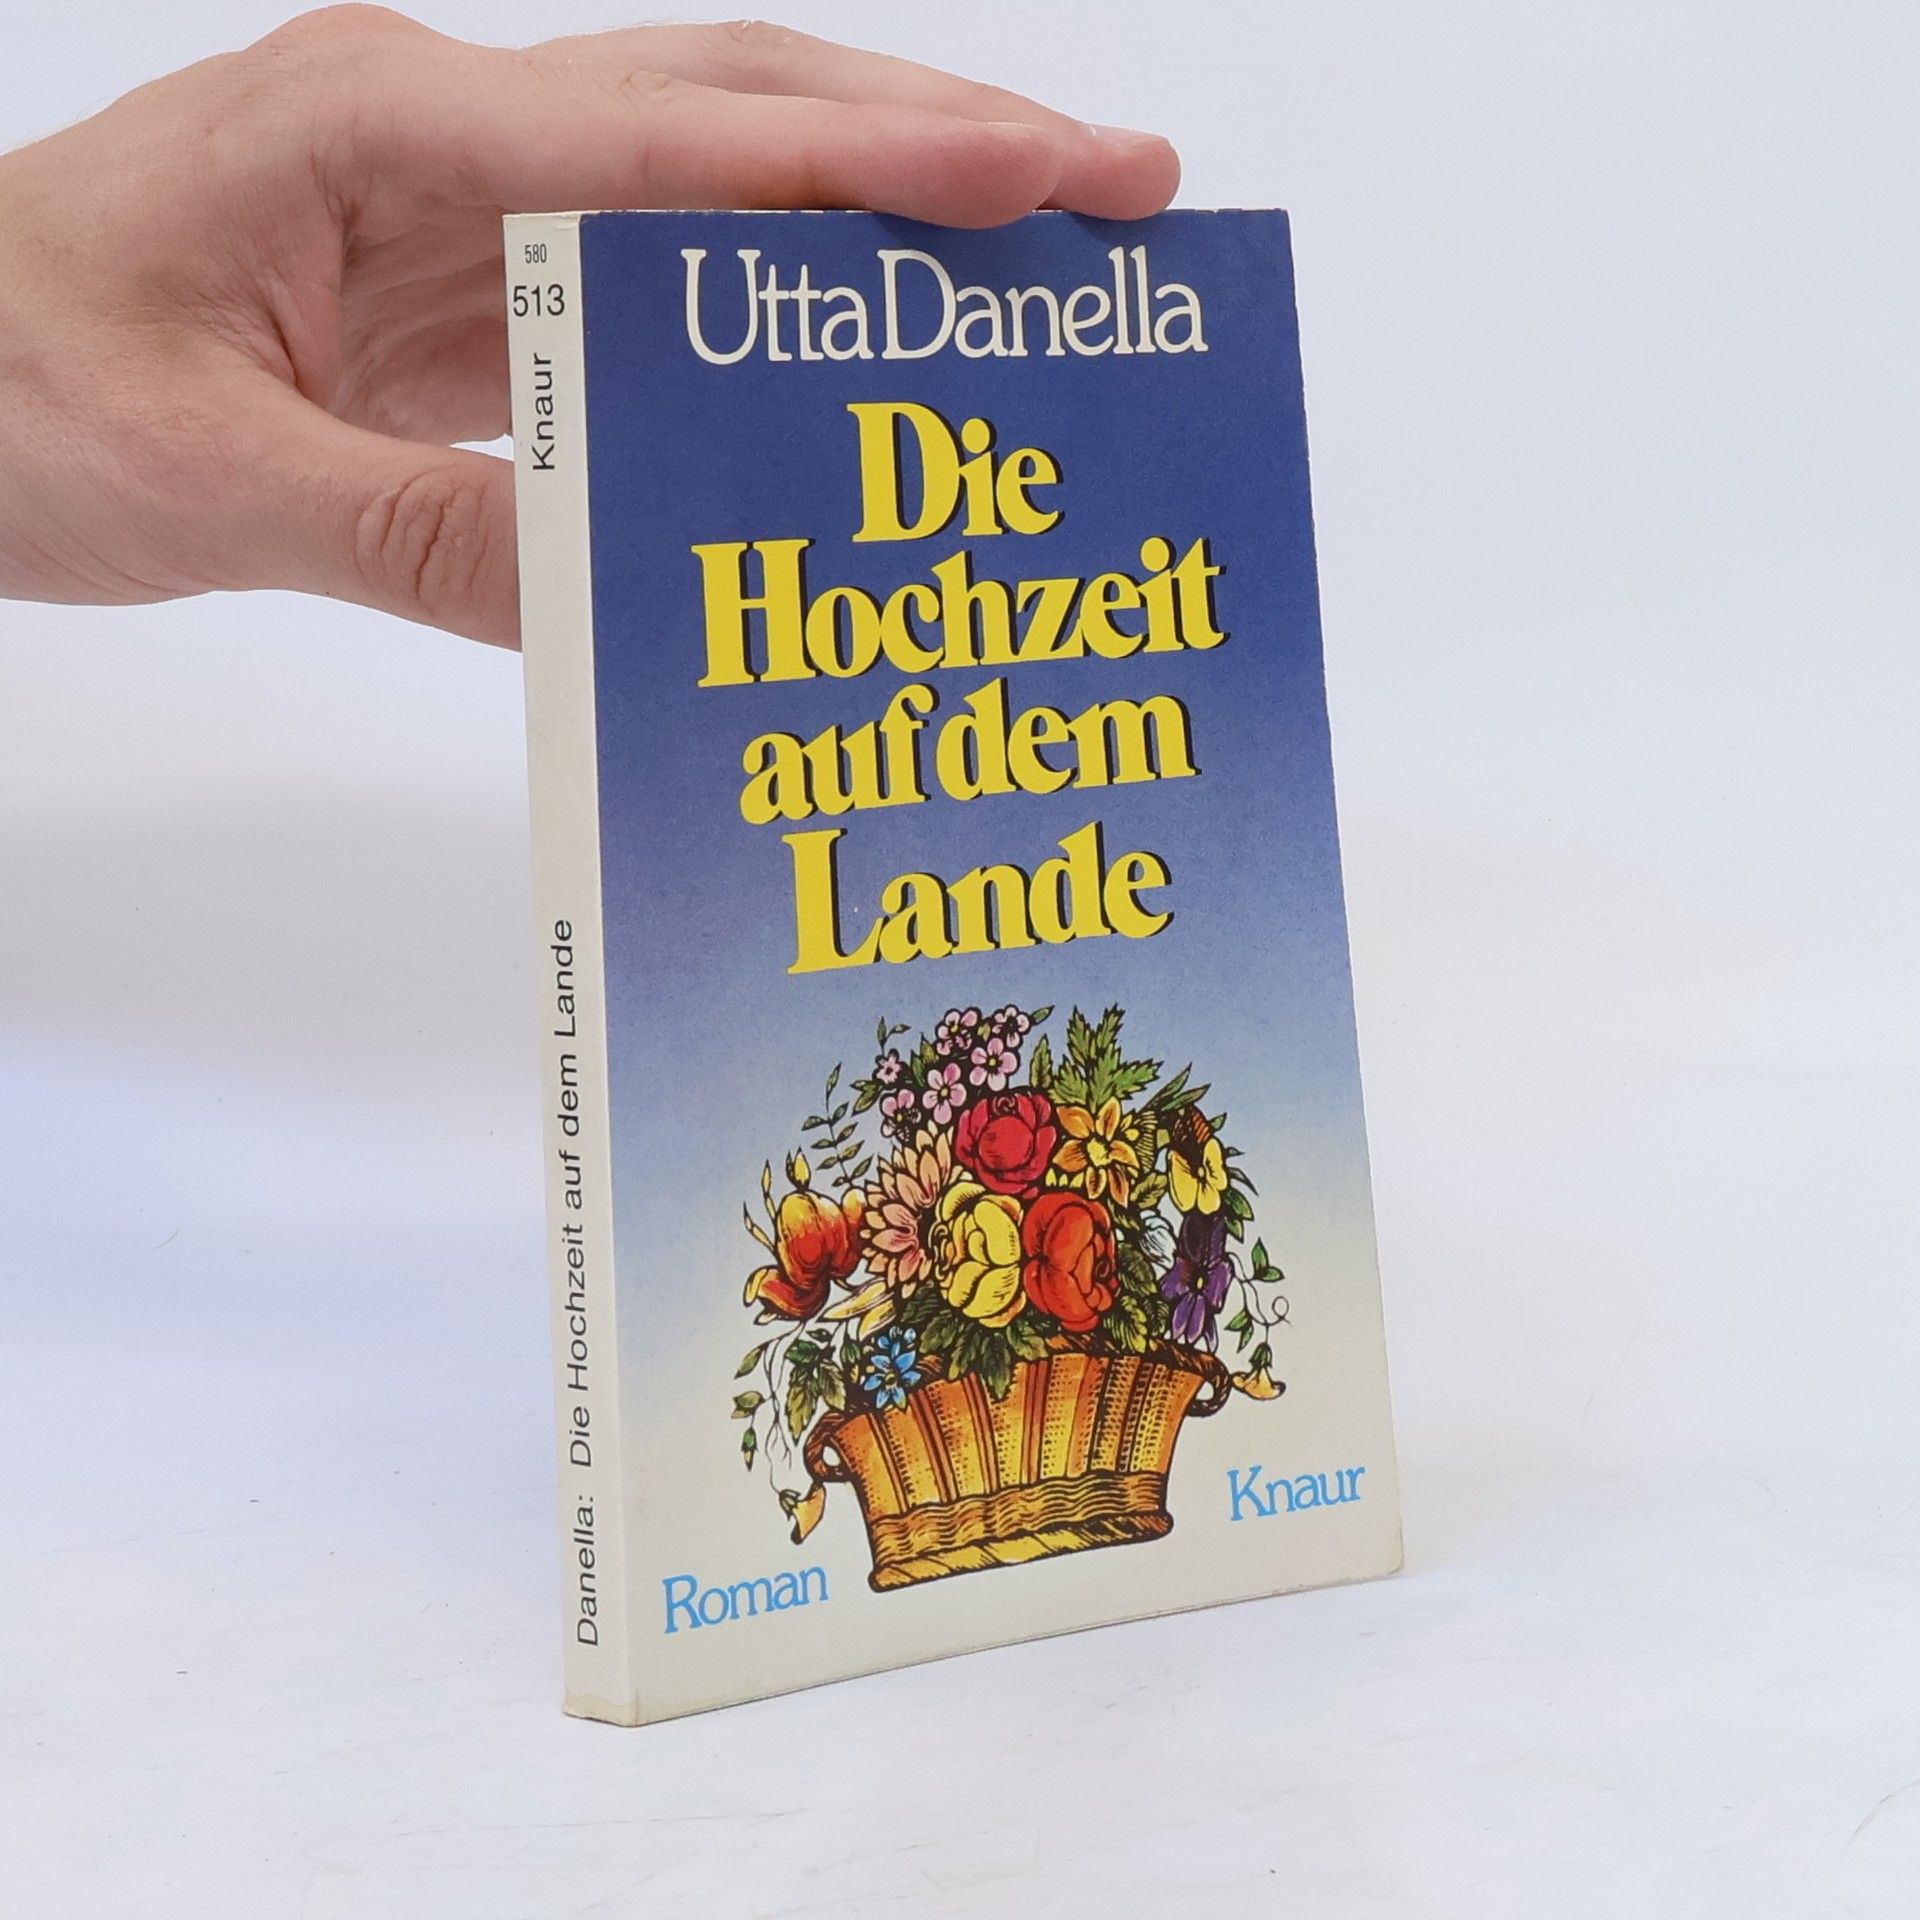 580
513
Knaur
Danella: Die Hochzeit auf dem Lande
Utta Danella
Die
Hochzeit
auf dem
Lande
Roman
Knaur